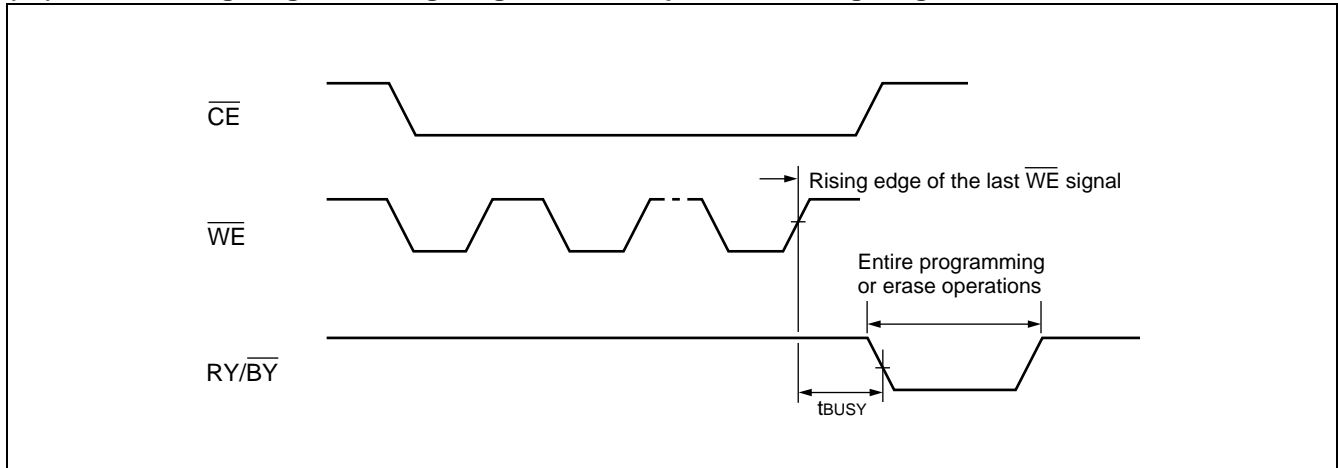 CE
Rising edge of the last WE signal
WE
Entire programming
or erase operations
RY/BY
tBUSY